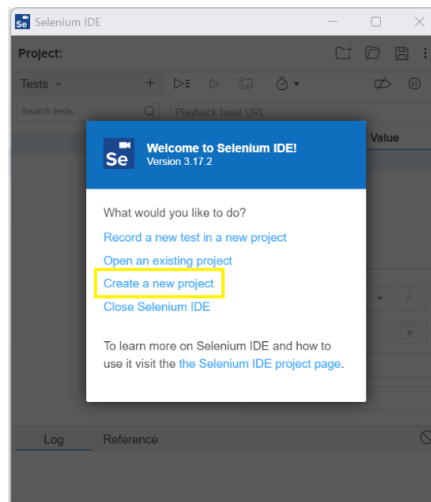 Selenium IDE
Project:
Tests
Search tests...
Playback base URL
Value
Se
Welcome to Selenium IDE!
Version 3.17.2
What would you like to do?
Record a new test in a new project
Open an existing project
Create a new project
Close Selenium IDE
To learn more on Selenium IDE and how to
use it visit the the Selenium IDE project page.
Log Reference